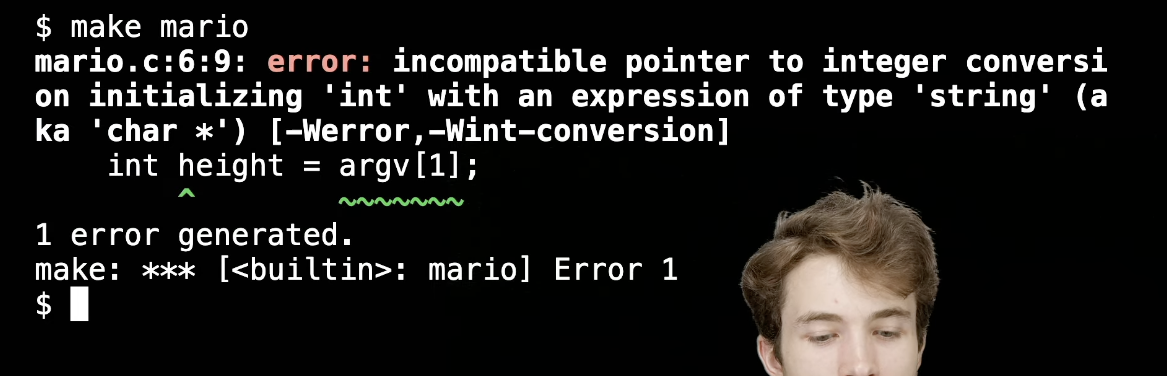 $ make mario
mario.c:6:9: error: incompatible pointer to integer conversi
on initializing 'int' with an expression of type 'string' (a
ka 'char *') [-Werror,-Wint-conversion]
    int height = argv[1];
        ^        ~~~~~~~
1 error generated.
make: *** [<builtin>: mario] Error 1
$